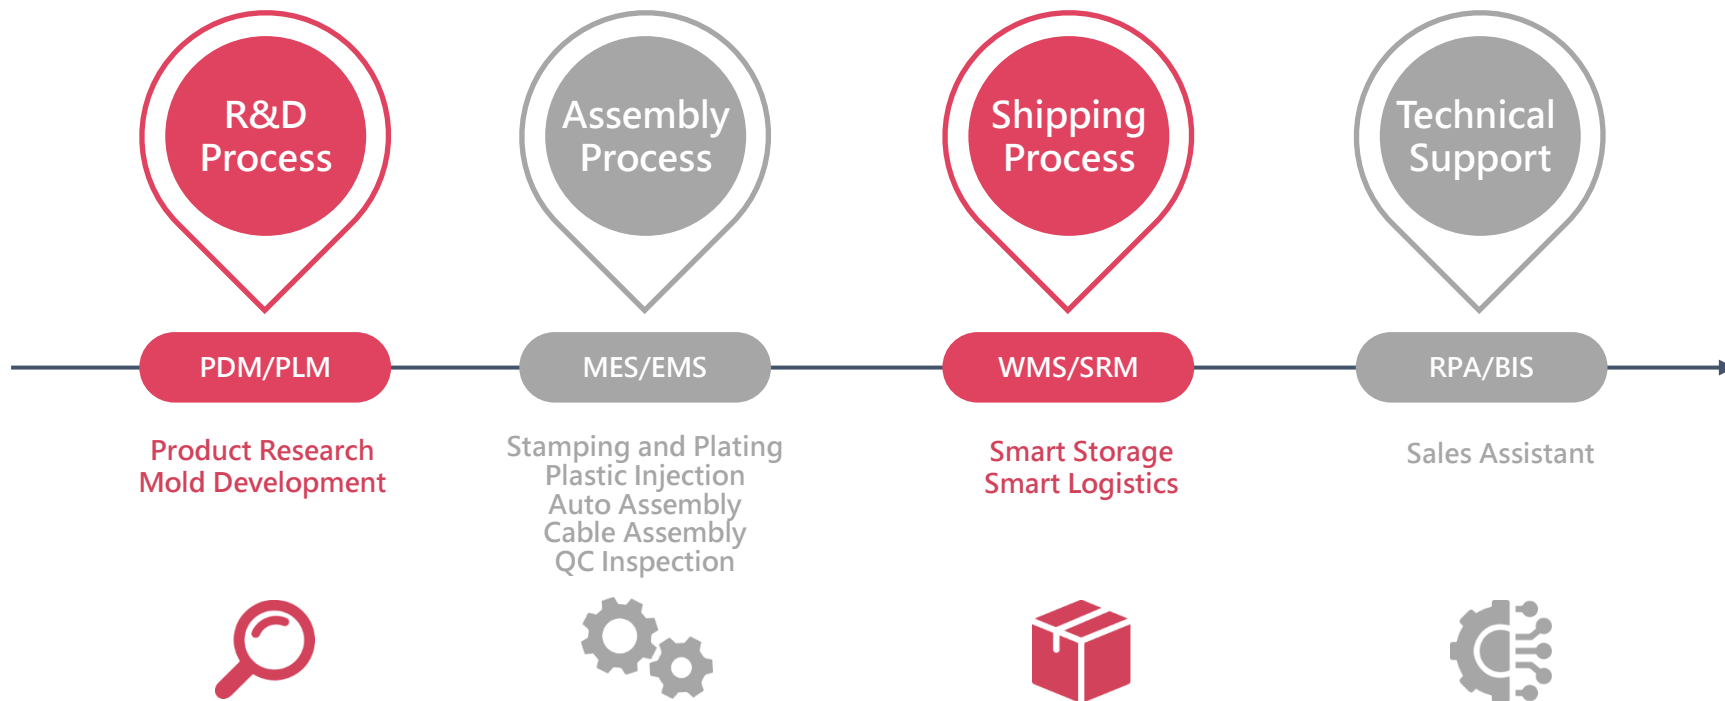 R&D
Process
Assembly
Process
Shipping
Process
Technical
Support
PDM/PLM
MES/EMS
WMS/SRM
RPA/BIS
Product Research
Mold Development
Stamping and Plating
Plastic Injection
Auto Assembly
Cable Assembly
QC Inspection
Smart Storage
Smart Logistics
Sales Assistant